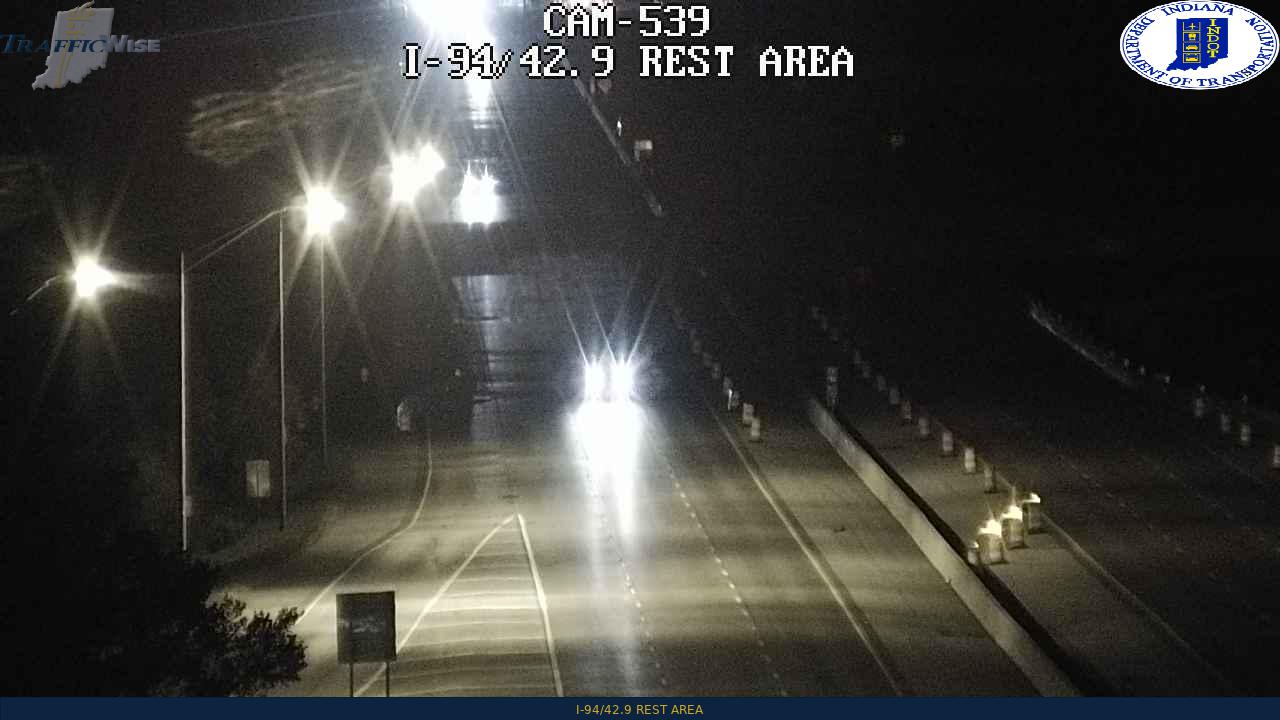 TRAFFICWISE
CAM-539
I-94/42.9 REST AREA
INDIANA
DEPARTMENT OF TRANSPORTATION
INDOT
I-94/42.9 REST AREA